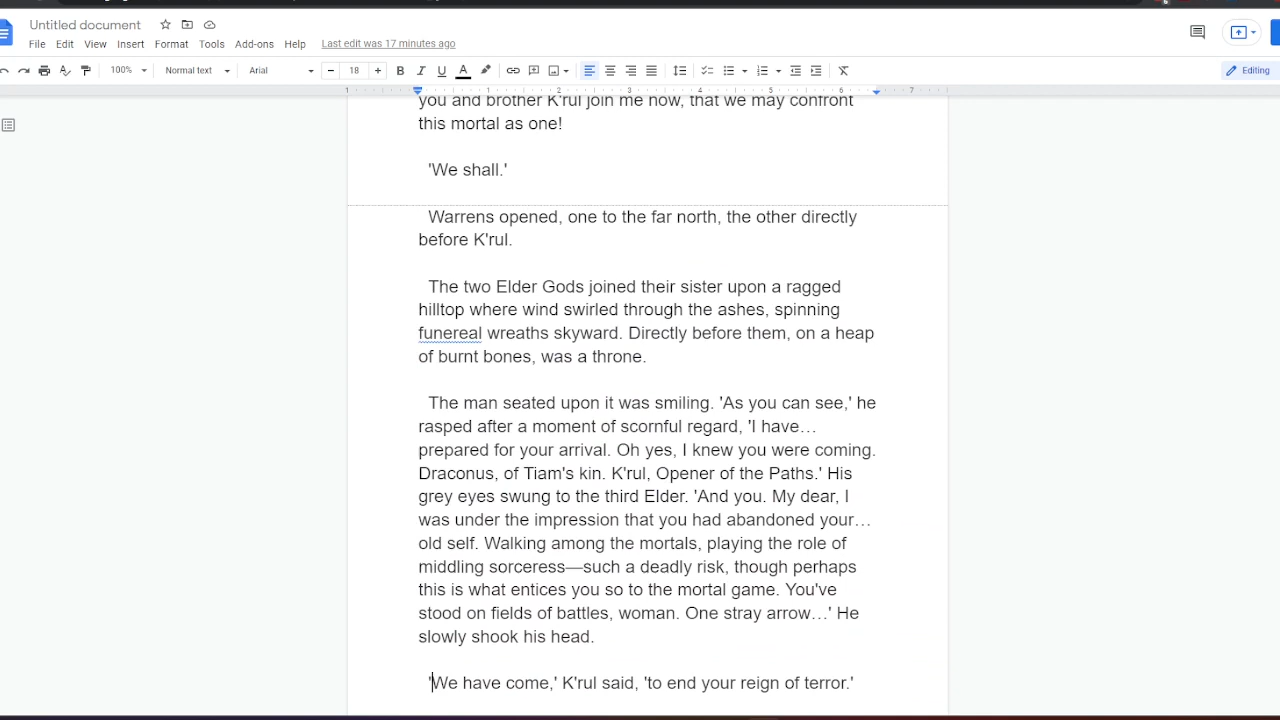 Untitled document
File Edit View Insert Format Tools Add-ons Help Last edit was 17 minutes ago
100% Normal text Arial 18 B I U A Editing
1 1 2 3 4 5 6 7
you and brother K'rul join me now, that we may confront
this mortal as one!
'We shall.'
Warrens opened, one to the far north, the other directly
before K'rul.
The two Elder Gods joined their sister upon a ragged
hilltop where wind swirled through the ashes, spinning
funereal wreaths skyward. Directly before them, on a heap
of burnt bones, was a throne.
The man seated upon it was smiling. 'As you can see,' he
rasped after a moment of scornful regard, 'I have…
prepared for your arrival. Oh yes, I knew you were coming.
Draconus, of Tiam's kin. K'rul, Opener of the Paths.' His
grey eyes swung to the third Elder. 'And you. My dear, I
was under the impression that you had abandoned your…
old self. Walking among the mortals, playing the role of
middling sorceress—such a deadly risk, though perhaps
this is what entices you so to the mortal game. You've
stood on fields of battles, woman. One stray arrow…' He
slowly shook his head.
'We have come,' K'rul said, 'to end your reign of terror.'